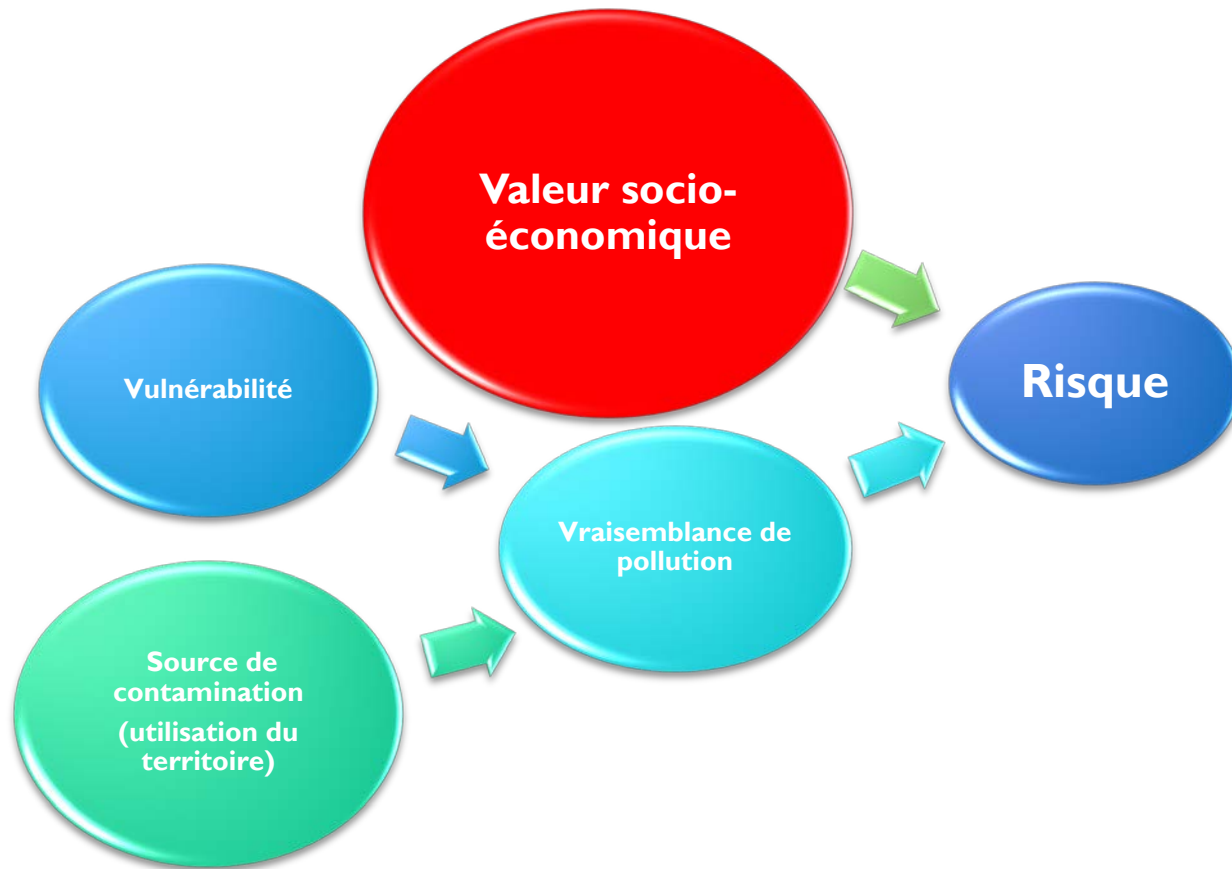 Valeur socio-
économique
Vulnérabilité
Risque
Vraisemblance de
pollution
Source de
contamination
(utilisation du
territoire)